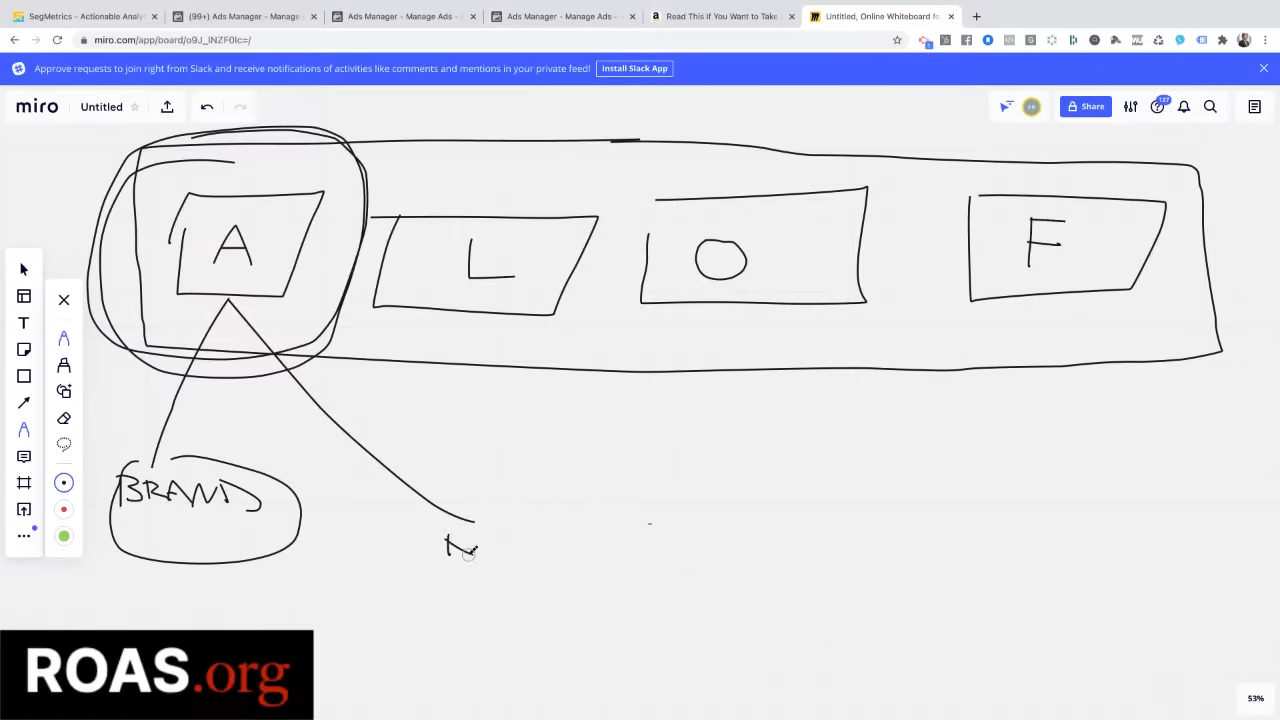 SegMetrics - Actionable Analy
(99+) Ads Manager - Manage
Ads Manager - Manage Ads -
Ads Manager - Manage Ads -
Read This If You Want to Take
Untitled, Online Whiteboard fo
miro.com/app/board/o9J_lNZF0Ic=/
Approve requests to join right from Slack and receive notifications of activities like comments and mentions in your private feed!
Install Slack App
miro
Untitled
Share
137
A
L
O
F
BRAND
ROAS.org
53%